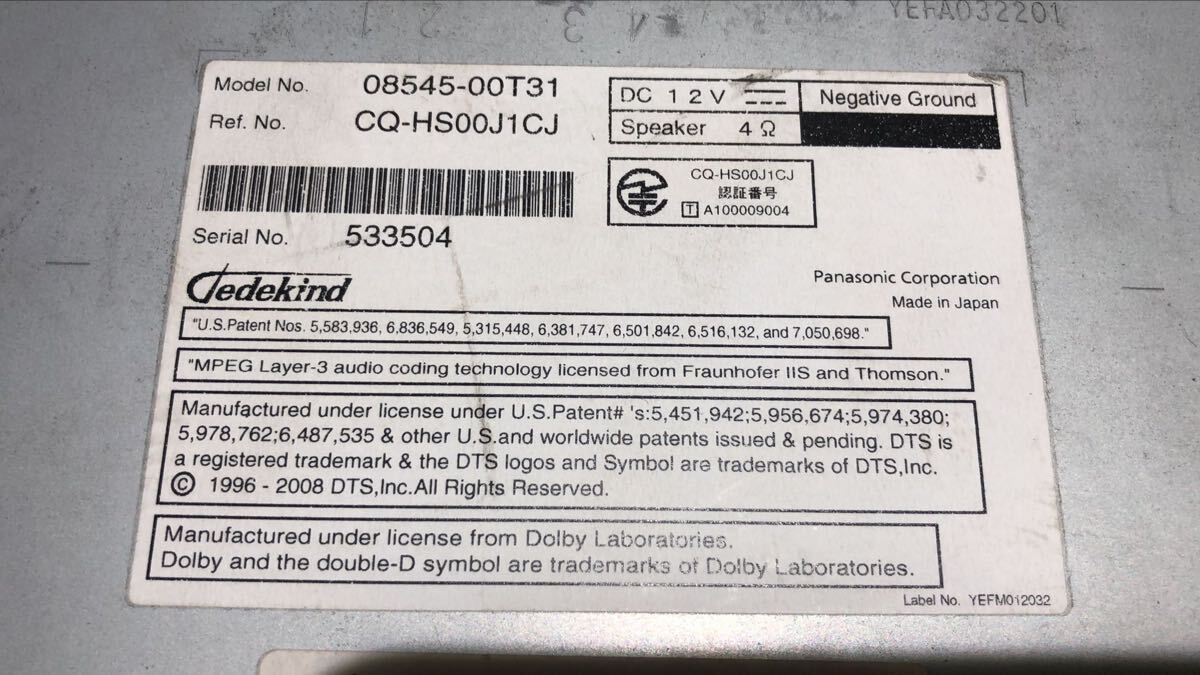 1 2 3 4
YEFA032201
Model No. 08545-00T31
Ref. No. CQ-HS00J1CJ
DC 12V
Negative Ground
Speaker 4Ω
CQ-HS00J1CJ
認証番号
T A100009004
Serial No. 533504
Dedekind
Panasonic Corporation
Made in Japan
"U.S.Patent Nos. 5,583,936, 6,836,549, 5,315,448, 6,381,747, 6,501,842, 6,516,132, and 7,050,698."
"MPEG Layer-3 audio coding technology licensed from Fraunhofer IIS and Thomson."
Manufactured under license under U.S.Patent# 's:5,451,942;5,956,674;5,974,380;
5,978,762;6,487,535 & other U.S.and worldwide patents issued & pending. DTS is
a registered trademark & the DTS logos and Symbol are trademarks of DTS,Inc.
© 1996 - 2008 DTS,Inc.All Rights Reserved.
Manufactured under license from Dolby Laboratories.
Dolby and the double-D symbol are trademarks of Dolby Laboratories.
Label No. YEFM012032